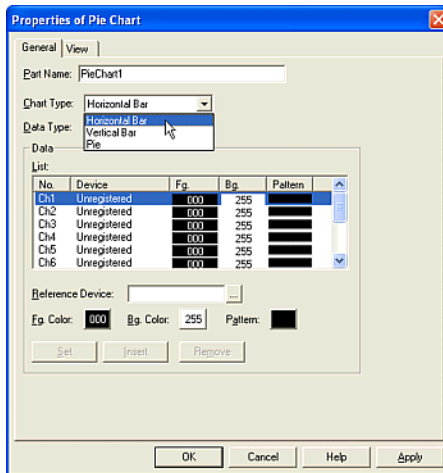 Properties of Pie Chart
General View
Part Name: PieChart1
Chart Type: Horizontal Bar
Horizontal Bar
Data Type: Vertical Bar
Pie
Data
List:
No. Device Fg. Bg. Pattern
Ch1 Unregistered 000 255
Ch2 Unregistered 000 255
Ch3 Unregistered 000 255
Ch4 Unregistered 000 255
Ch5 Unregistered 000 255
Ch6 Unregistered 000 255
Reference Device: ...
Fg. Color: 000 Bg. Color: 255 Pattern:
Set Insert Remove
OK Cancel Help Apply